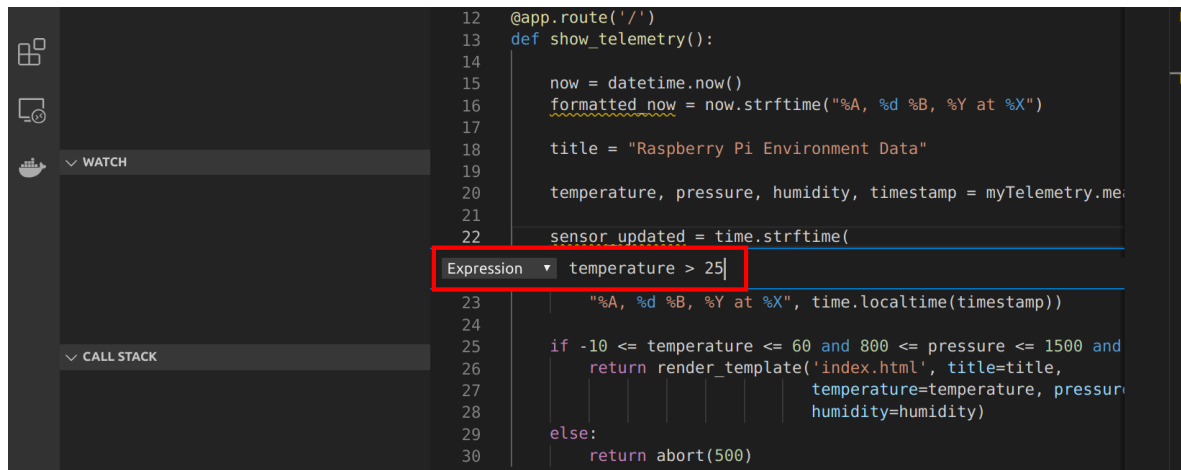 WATCH
CALL STACK
12 @app.route('/')
13 def show_telemetry():
14
15 now = datetime.now()
16 formatted_now = now.strftime("%A, %d %B, %Y at %X")
17
18 title = "Raspberry Pi Environment Data"
19
20 temperature, pressure, humidity, timestamp = myTelemetry.mea
21
22 sensor_updated = time.strftime(
Expression temperature > 25
23 "%A, %d %B, %Y at %X", time.localtime(timestamp))
24
25 if -10 <= temperature <= 60 and 800 <= pressure <= 1500 and
26 return render_template('index.html', title=title,
27 temperature=temperature, pressure
28 humidity=humidity)
29 else:
30 return abort(500)